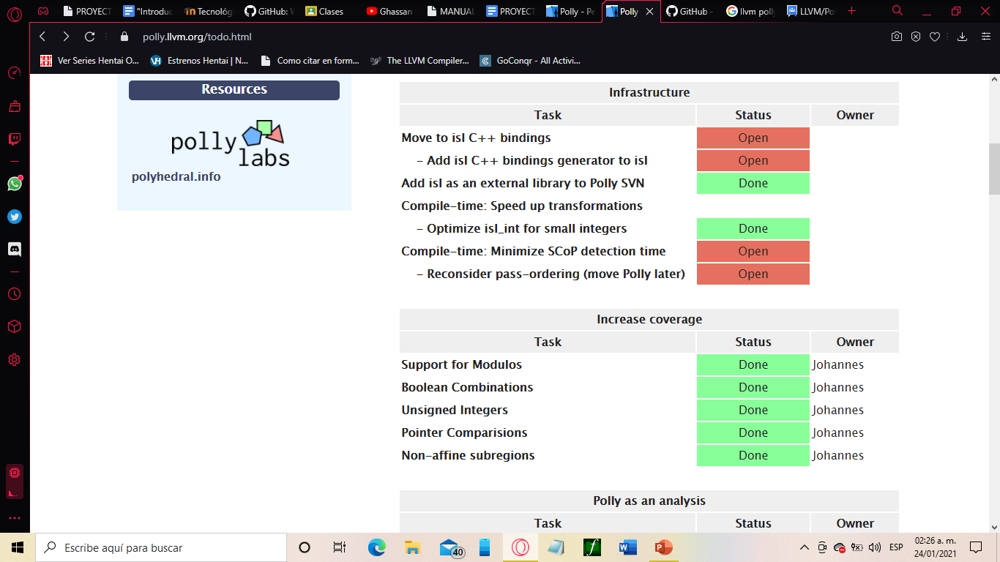 PROYECT
"Introduc
Tecnológ
GitHub: W
Clases
Ghassan
MANUAL
PROYECT
Polly - Pe
Polly
GitHub -
llvm polly
LLVM/Po
polly.llvm.org/todo.html
Ver Series Hentai O...
Estrenos Hentai | N...
Como citar en form...
The LLVM Compiler...
GoConqr - All Activi...
Resources
polly
labs
polyhedral.info
Infrastructure
Task Status Owner
Move to isl C++ bindings Open
- Add isl C++ bindings generator to isl Open
Add isl as an external library to Polly SVN Done
Compile-time: Speed up transformations
- Optimize isl_int for small integers Done
Compile-time: Minimize SCoP detection time Open
- Reconsider pass-ordering (move Polly later) Open
Increase coverage
Task Status Owner
Support for Modulos Done Johannes
Boolean Combinations Done Johannes
Unsigned Integers Done Johannes
Pointer Comparisions Done Johannes
Non-affine subregions Done Johannes
Polly as an analysis
Task Status Owner
Escribe aquí para buscar
40
ESP
02:26 a. m.
24/01/2021